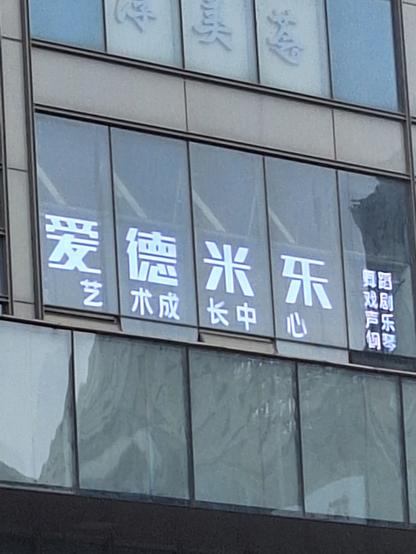 爱德米乐
艺术成长中心
舞蹈
戏剧
声乐
钢琴